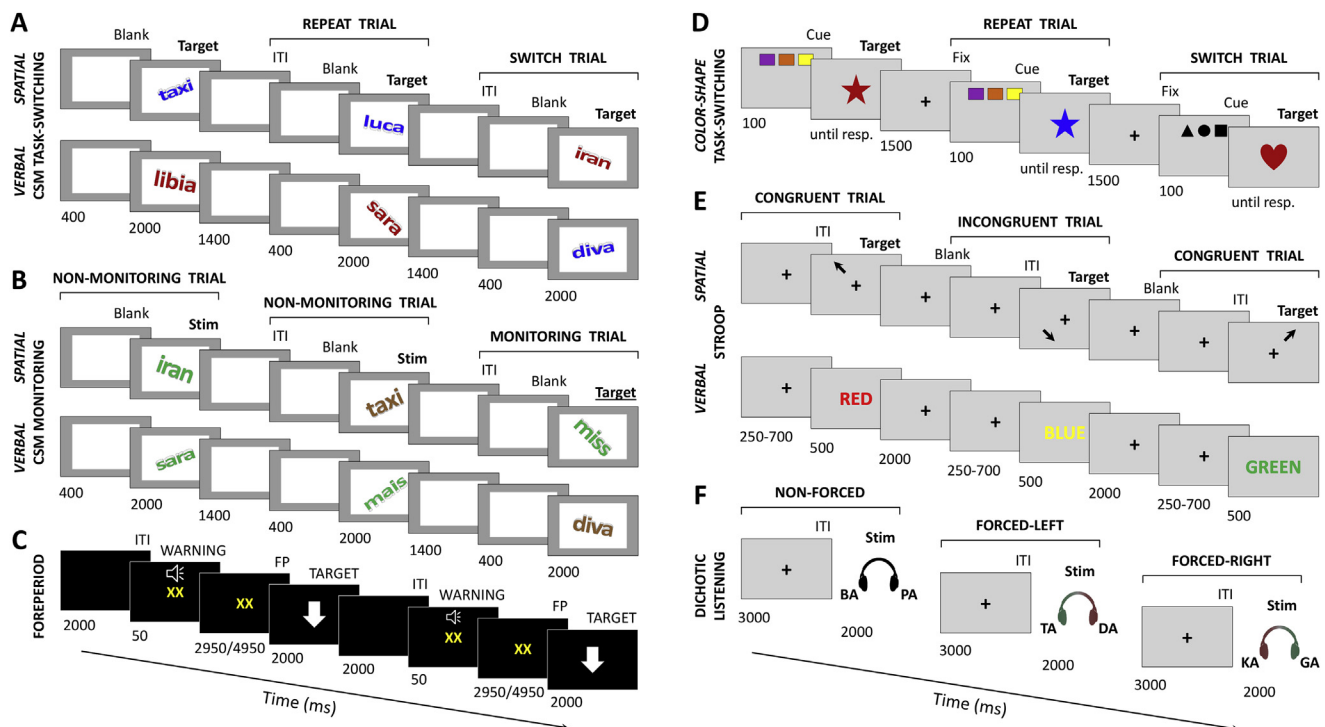 A
REPEAT TRIAL
SWITCH TRIAL
SPATIAL
VERBAL
CSM TASK-SWITCHING
Blank
Target
ITI
Blank
Target
ITI
Blank
Target
taxi
luca
iran
libia
sara
diva
400
2000
1400
400
2000
1400
400
2000
B
NON-MONITORING TRIAL
NON-MONITORING TRIAL
MONITORING TRIAL
SPATIAL
VERBAL
CSM MONITORING
Blank
Stim
ITI
Blank
Stim
ITI
Blank
Target
iran
taxi
miss
sara
mais
diva
400
2000
1400
400
2000
1400
400
2000
C
FOREPERIOD
ITI
WARNING
FP
TARGET
ITI
WARNING
FP
TARGET
XX
XX
XX
XX
2000
50
2950/4950
2000
2000
50
2950/4950
2000
Time (ms)
D
REPEAT TRIAL
SWITCH TRIAL
COLOR-SHAPE
TASK-SWITCHING
Cue
Target
Fix
Cue
Target
Fix
Cue
Target
100
until resp.
1500
100
until resp.
1500
100
until resp.
E
CONGRUENT TRIAL
INCONGRUENT TRIAL
CONGRUENT TRIAL
SPATIAL
VERBAL
STROOP
ITI
Target
Blank
ITI
Target
Blank
ITI
Target
RED
BLUE
GREEN
250-700
500
2000
250-700
500
2000
250-700
500
F
NON-FORCED
FORCED-LEFT
FORCED-RIGHT
DICHOTIC
LISTENING
ITI
Stim
BA
PA
3000
2000
ITI
Stim
TA
DA
3000
2000
ITI
Stim
KA
GA
3000
2000
Time (ms)